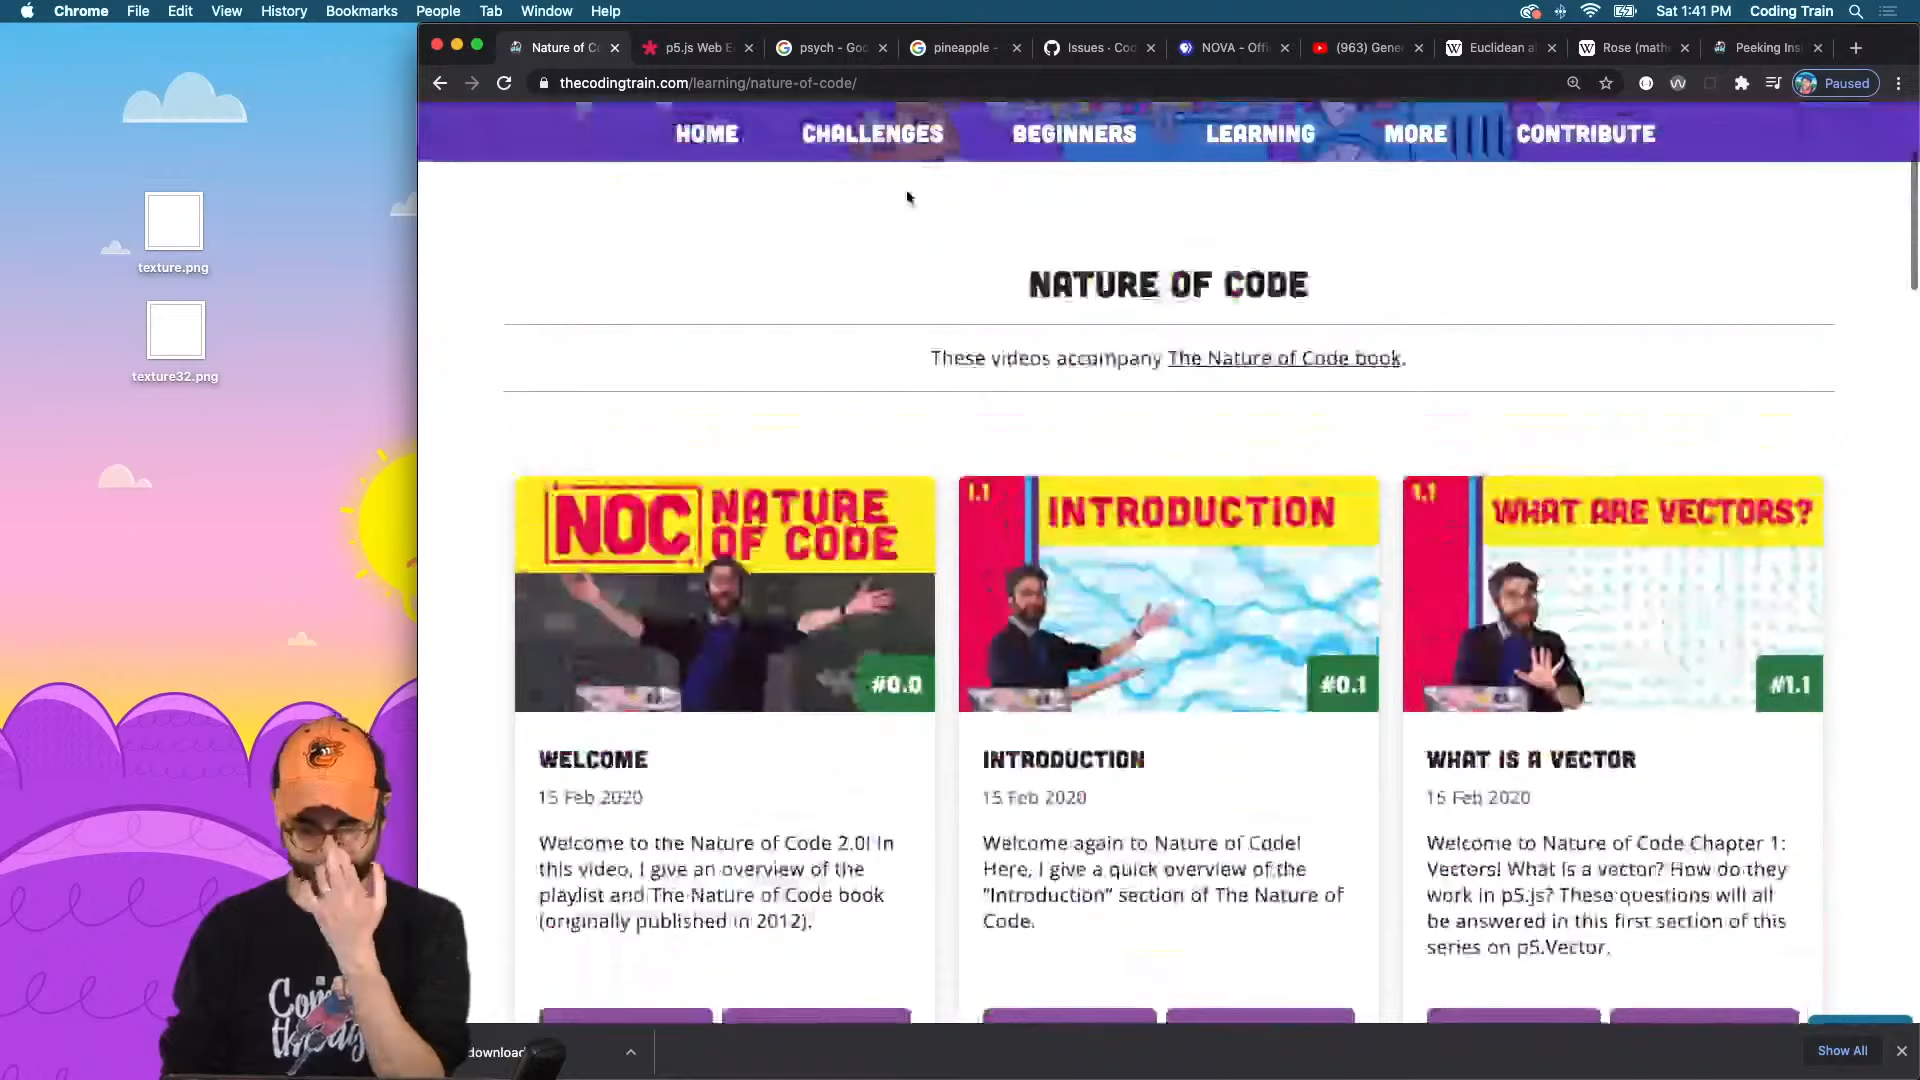 Chrome File Edit View History Bookmarks People Tab Window Help
Sat 1:41 PM Coding Train
Nature of C
p5.js Web E
psych - Goo
pineapple -
Issues · Cod
NOVA - Offi
(963) Gene
Euclidean a
Rose (math
Peeking Ins
thecodingtrain.com/learning/nature-of-code/
Paused
HOME CHALLENGES BEGINNERS LEARNING MORE CONTRIBUTE
texture.png
texture32.png
NATURE OF CODE
These videos accompany The Nature of Code book.
NOC NATURE
OF CODE
#0.0
1.1
INTRODUCTION
#0.1
1.1
WHAT ARE VECTORS?
#1.1
WELCOME
15 Feb 2020
Welcome to the Nature of Code 2.0! In
this video, I give an overview of the
playlist and The Nature of Code book
(originally published in 2012).
INTRODUCTION
15 Feb 2020
Welcome again to Nature of Code!
Here, I give a quick overview of the
"Introduction" section of The Nature of
Code.
WHAT IS A VECTOR
15 Feb 2020
Welcome to Nature of Code Chapter 1:
Vectors! What is a vector? How do they
work in p5.js? These questions will all
be answered in this first section of this
series on p5.Vector.
download
Show All